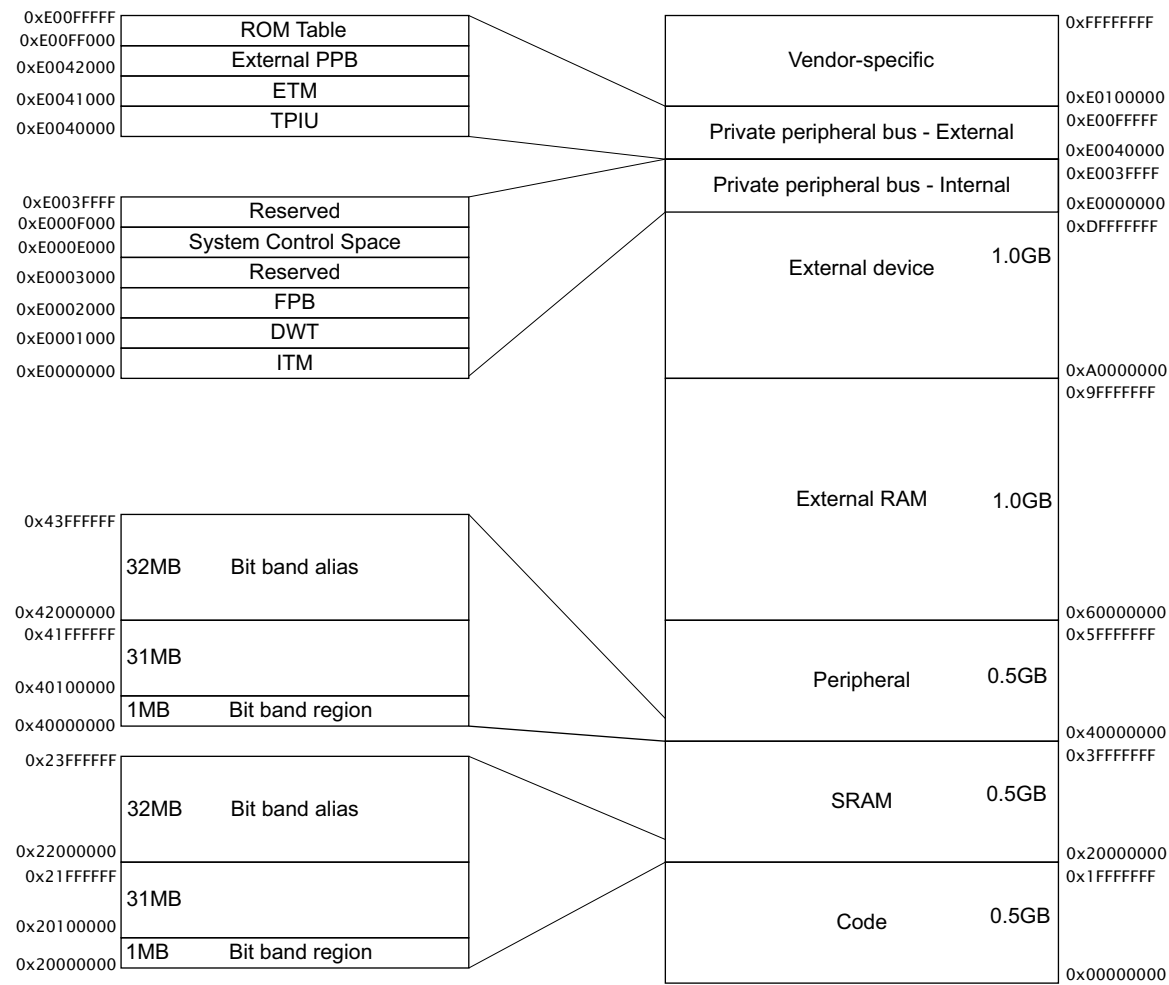 0xE00FFFFF
ROM Table
0xE00FF000
External PPB
0xE0042000
ETM
0xE0041000
TPIU
0xE0040000
0xE003FFFF
Reserved
0xE000F000
System Control Space
0xE000E000
Reserved
0xE0003000
FPB
0xE0002000
DWT
0xE0001000
ITM
0xE0000000
0x43FFFFFF
32MB Bit band alias
0x42000000
0x41FFFFFF
31MB
0x40100000
1MB Bit band region
0x40000000
0x23FFFFFF
32MB Bit band alias
0x22000000
0x21FFFFFF
31MB
0x20100000
1MB Bit band region
0x20000000
0xFFFFFFFF
Vendor-specific
0xE0100000
0xE00FFFFF
Private peripheral bus - External
0xE0040000
0xE003FFFF
Private peripheral bus - Internal
0xE0000000
0xDFFFFFFF
External device 1.0GB
0xA0000000
0x9FFFFFFF
External RAM 1.0GB
0x60000000
0x5FFFFFFF
Peripheral 0.5GB
0x40000000
0x3FFFFFFF
SRAM 0.5GB
0x20000000
0x1FFFFFFF
Code 0.5GB
0x00000000